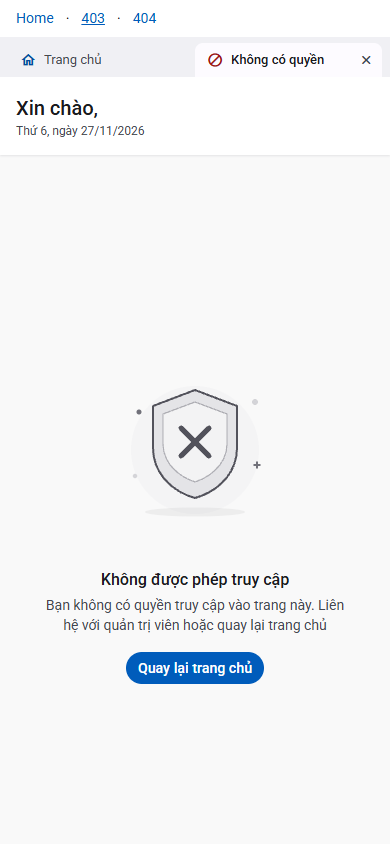 Home · 403 · 404
Trang chủ Không có quyền
Xin chào,
Thứ 6, ngày 27/11/2026
Không được phép truy cập
Bạn không có quyền truy cập vào trang này. Liên
hệ với quản trị viên hoặc quay lại trang chủ
Quay lại trang chủ